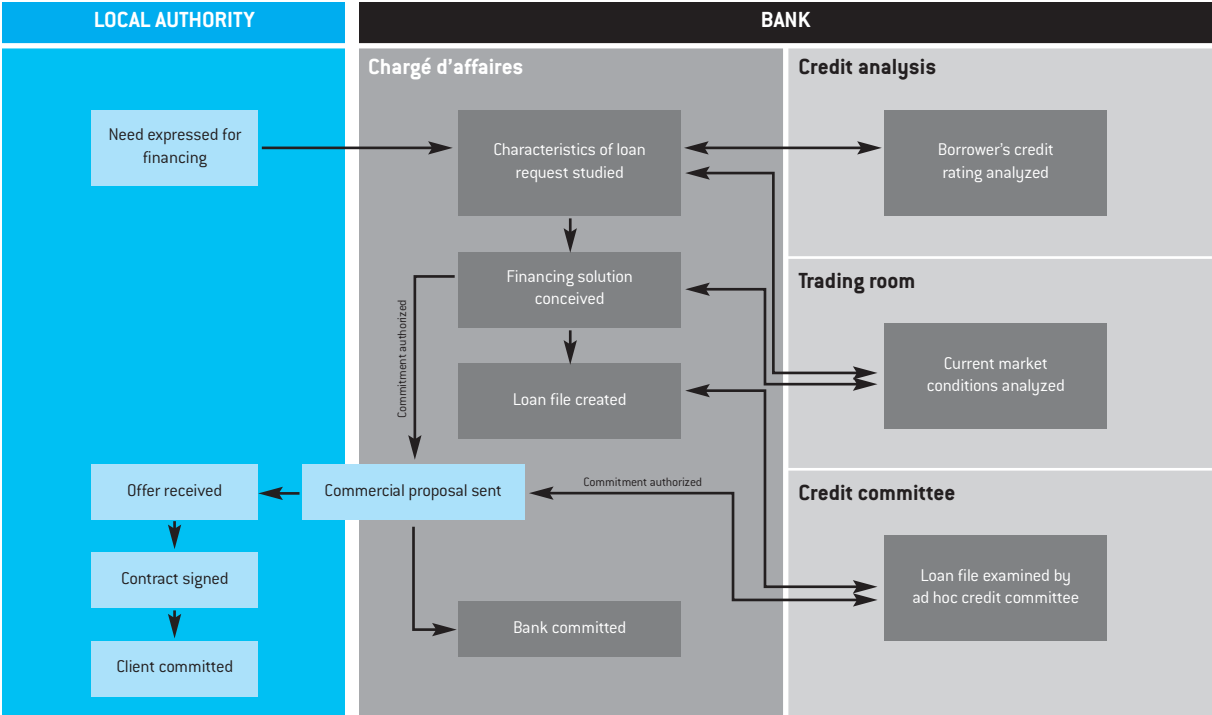 LOCAL AUTHORITY
BANK
Chargé d'affaires
Credit analysis
Need expressed for
financing
Characteristics of loan
request studied
Borrower's credit
rating analyzed
Financing solution
conceived
Trading room
Commitment authorized
Current market
conditions analyzed
Loan file created
Offer received
Commercial proposal sent
Commitment authorized
Credit committee
Contract signed
Loan file examined by
ad hoc credit committee
Bank committed
Client committed